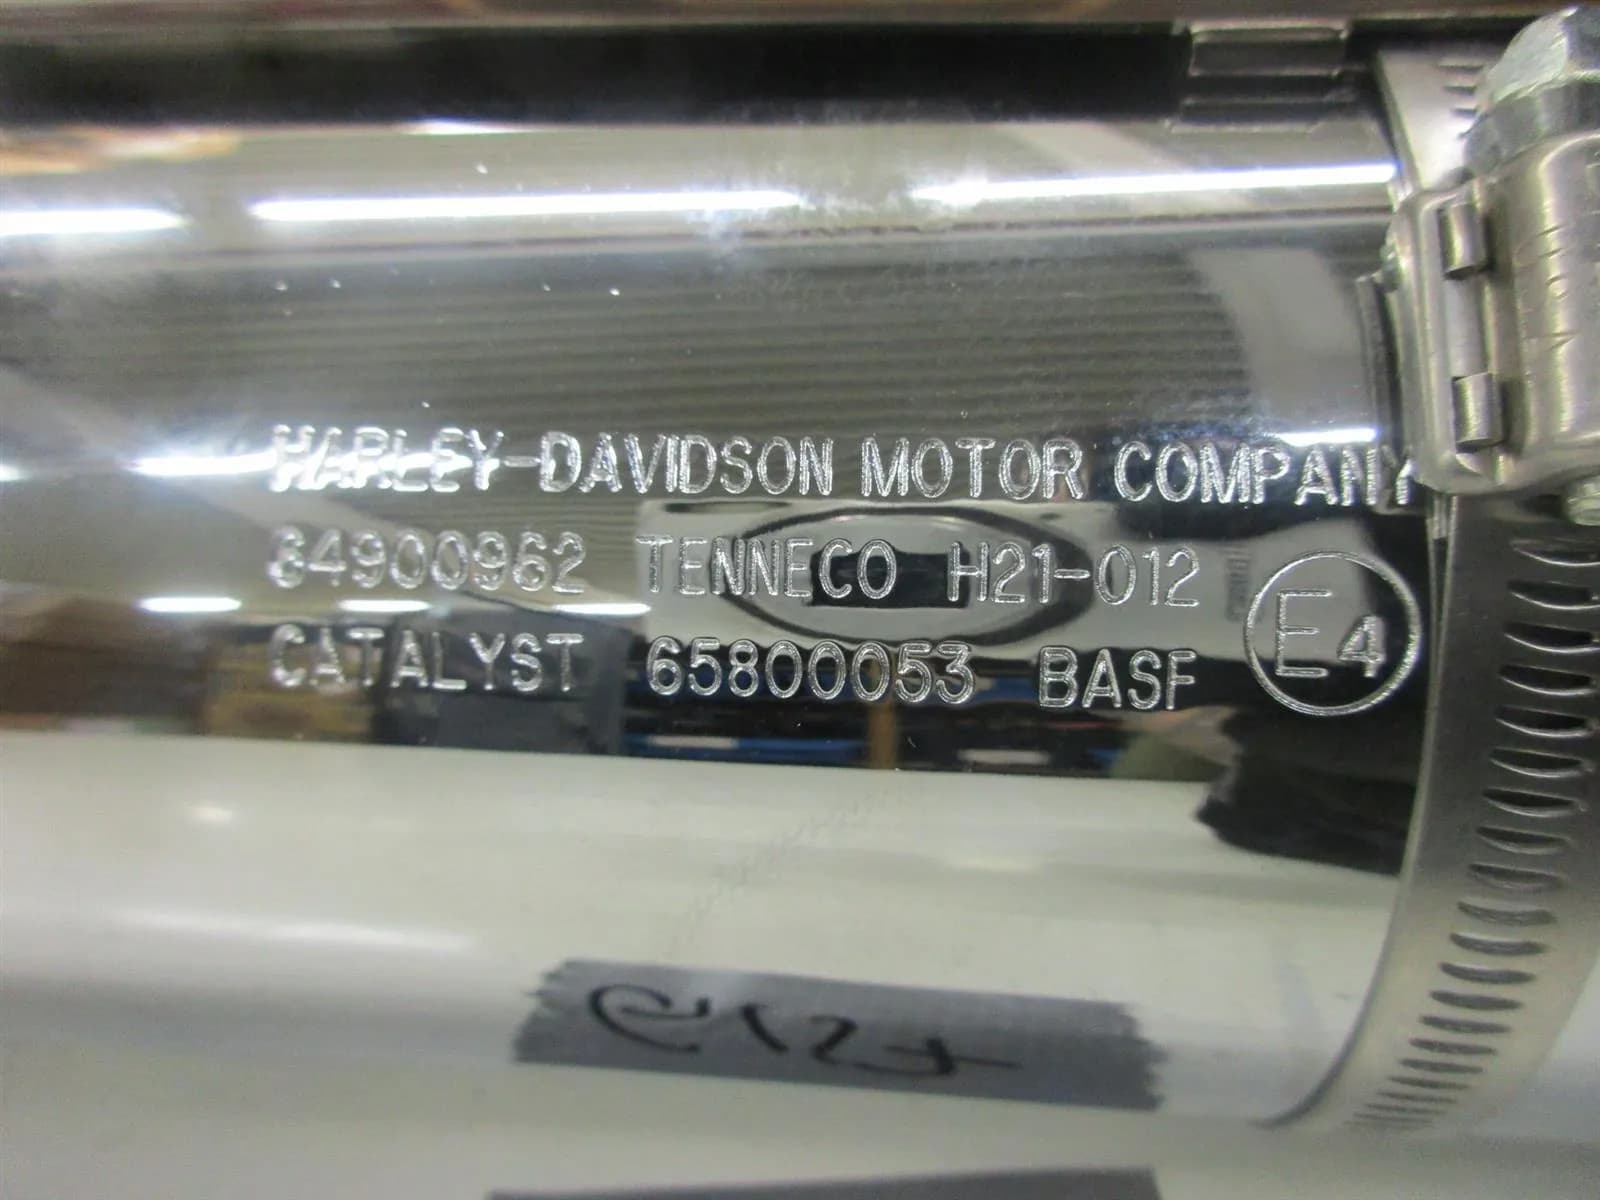 HARLEY-DAVIDSON MOTOR COMPANY
64900962 TENNECO H21-012
CATALYST 65800053 BASF E4